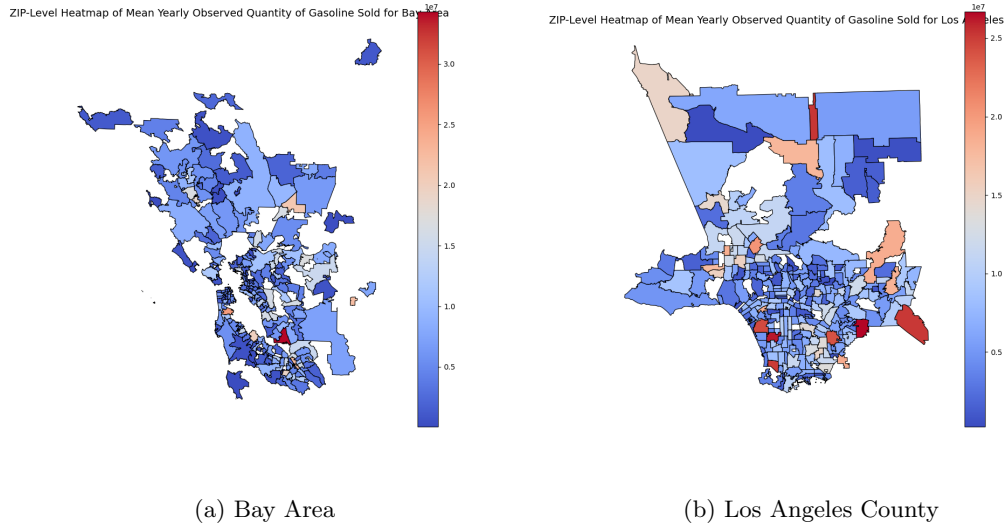 ZIP-Level Heatmap of Mean Yearly Observed Quantity of Gasoline Sold for Bay Area
1e7
3.0
2.5
2.0
1.5
1.0
0.5
(a) Bay Area
ZIP-Level Heatmap of Mean Yearly Observed Quantity of Gasoline Sold for Los Angeles
1e7
2.5
2.0
1.5
1.0
0.5
(b) Los Angeles County